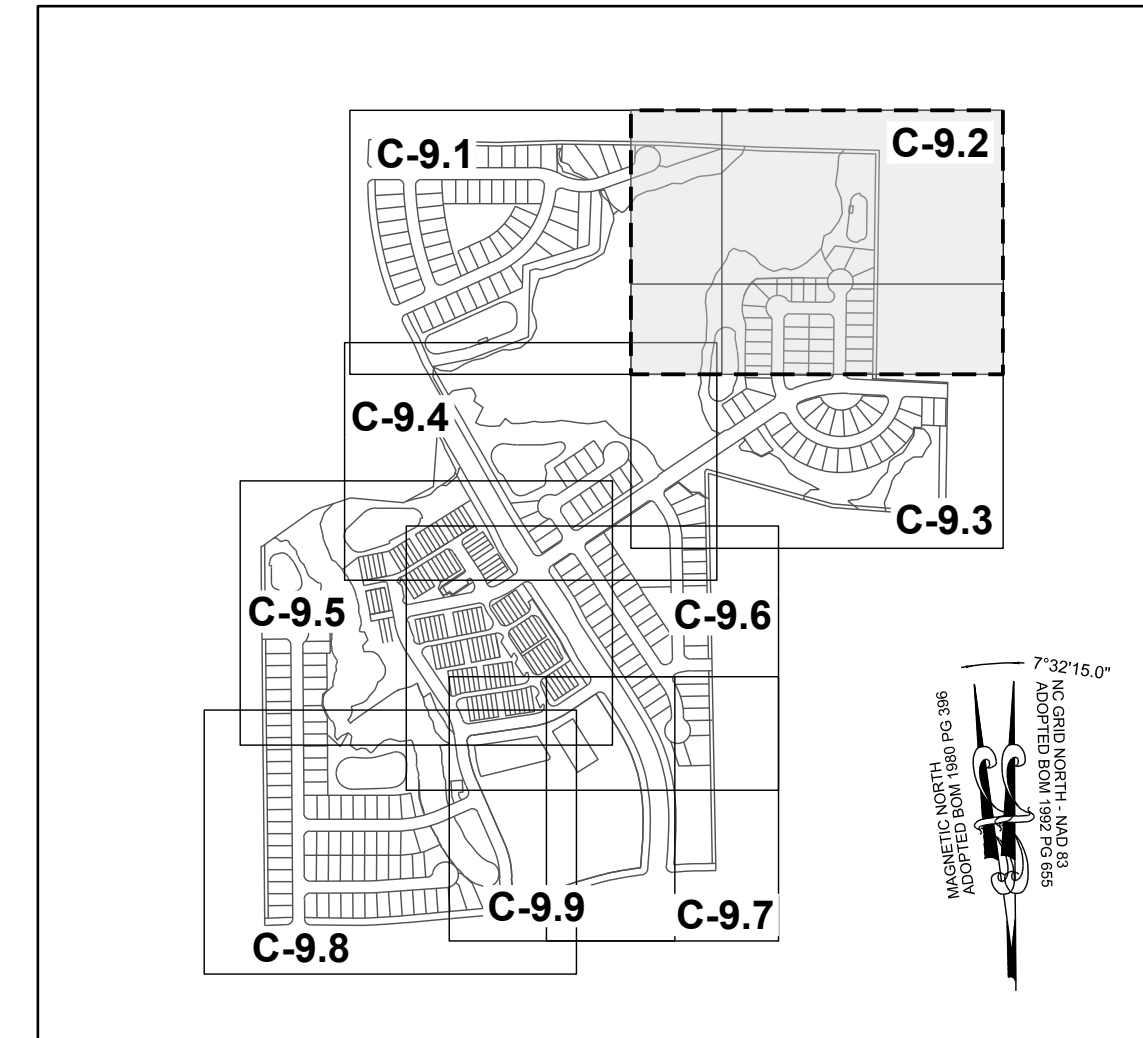 C-9.1
C-9.2
C-9.4
C-9.3
C-9.5
C-9.6
7°32'15.0"
MAGNETIC NORTH
ADOPTED BOM 1980 PG 396
NC GRID NORTH - NAD 83
ADOPTED BOM 1992 PG 655
C-9.9
C-9.7
C-9.8